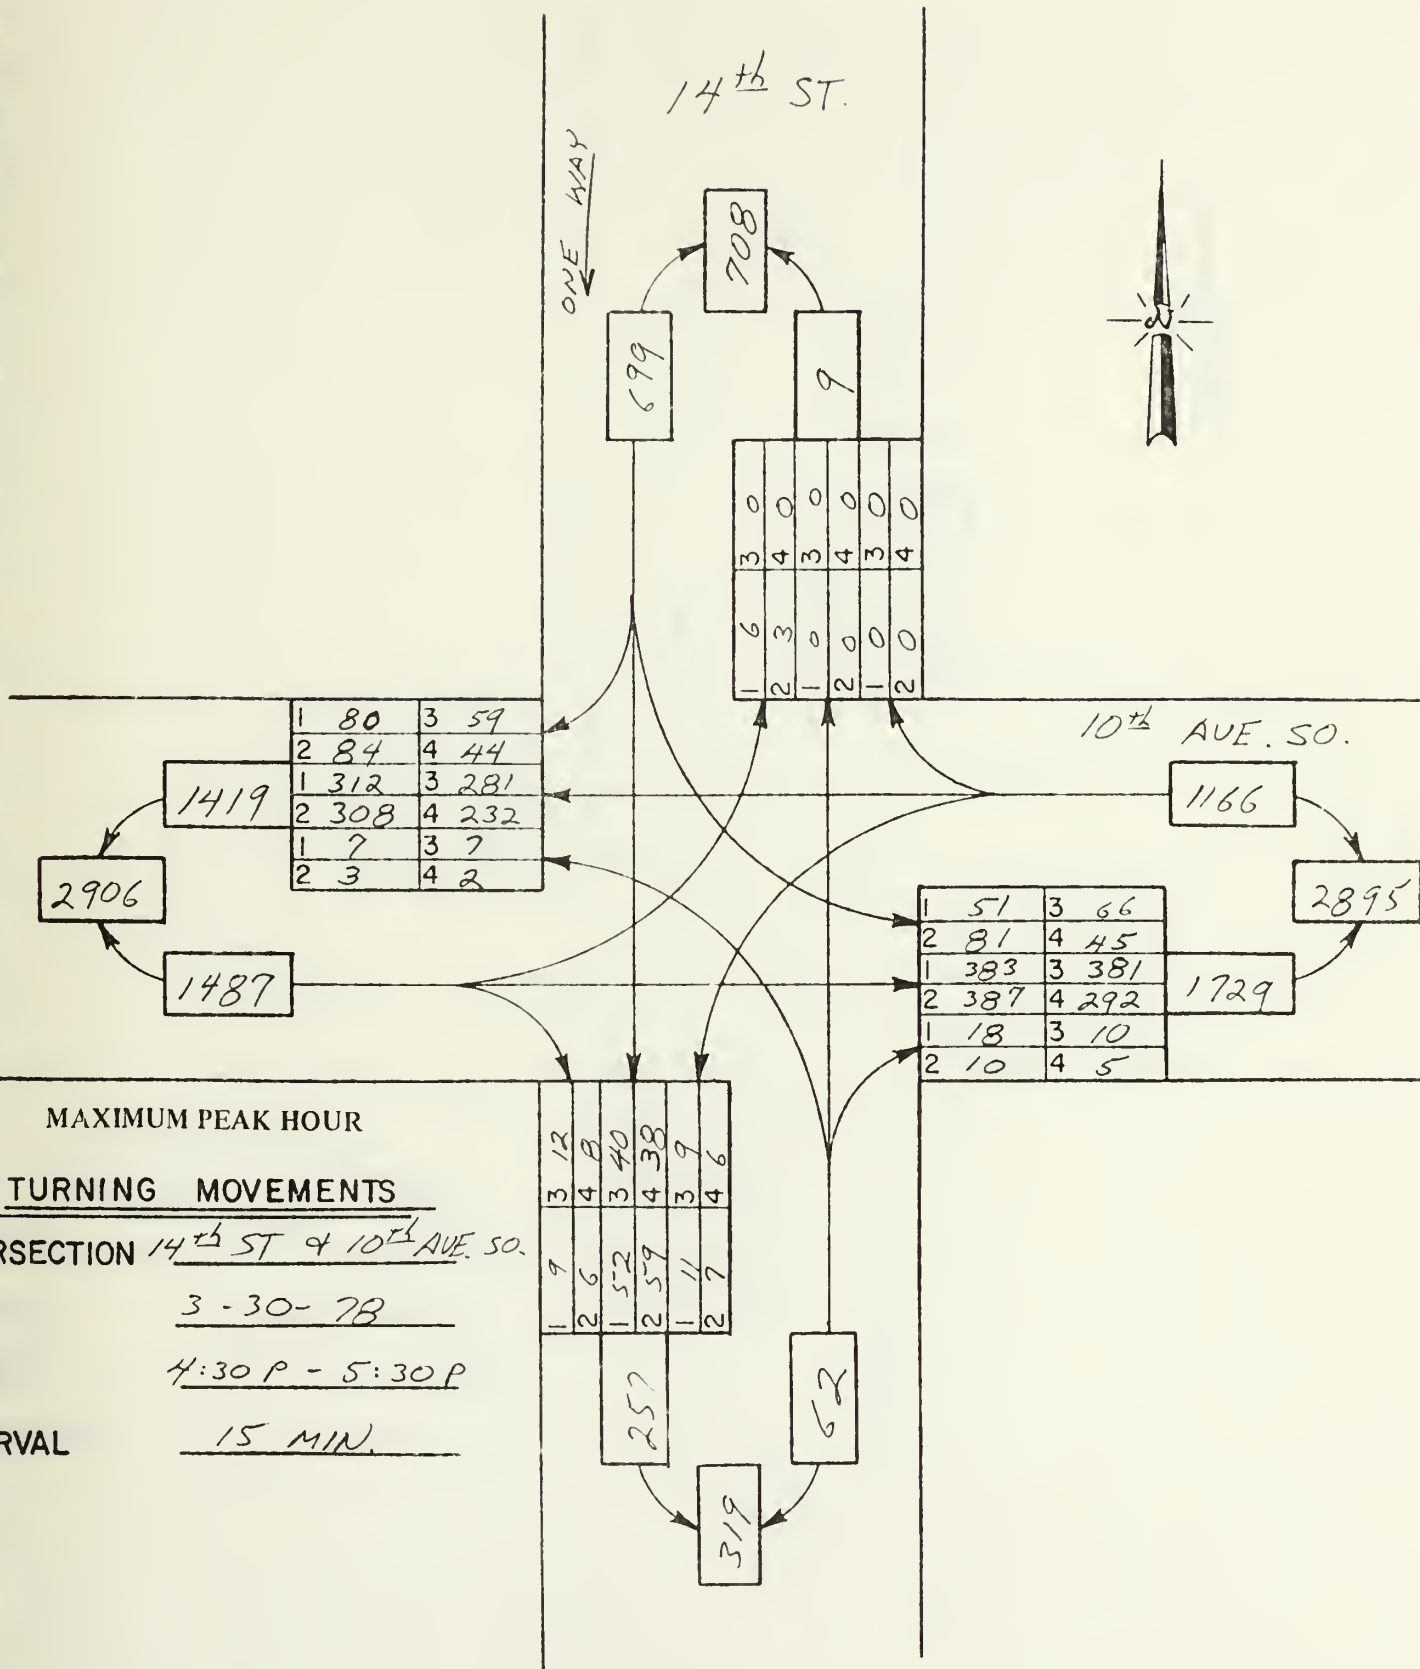 14th ST.
ONE WAY
708
699
9
N
1 6 3 0
2 3 4 0
1 0 3 0
2 0 4 0
1 0 3 0
2 0 4 0
10th AVE. SO.
1 80 3 59
2 84 4 44
1 312 3 281
2 308 4 232
1 7 3 7
2 3 4 2
1419
2906
1487
1166
2895
1729
1 51 3 66
2 81 4 45
1 383 3 381
2 387 4 292
1 18 3 10
2 10 4 5
1 9 3 12
2 6 4 8
1 52 3 40
2 59 4 38
1 11 3 9
2 7 4 6
257
62
319
MAXIMUM PEAK HOUR
TURNING MOVEMENTS
RSECTION 14th ST & 10th AVE. SO.
3-30-78
4:30 P - 5:30 P
RVAL 15 MIN.